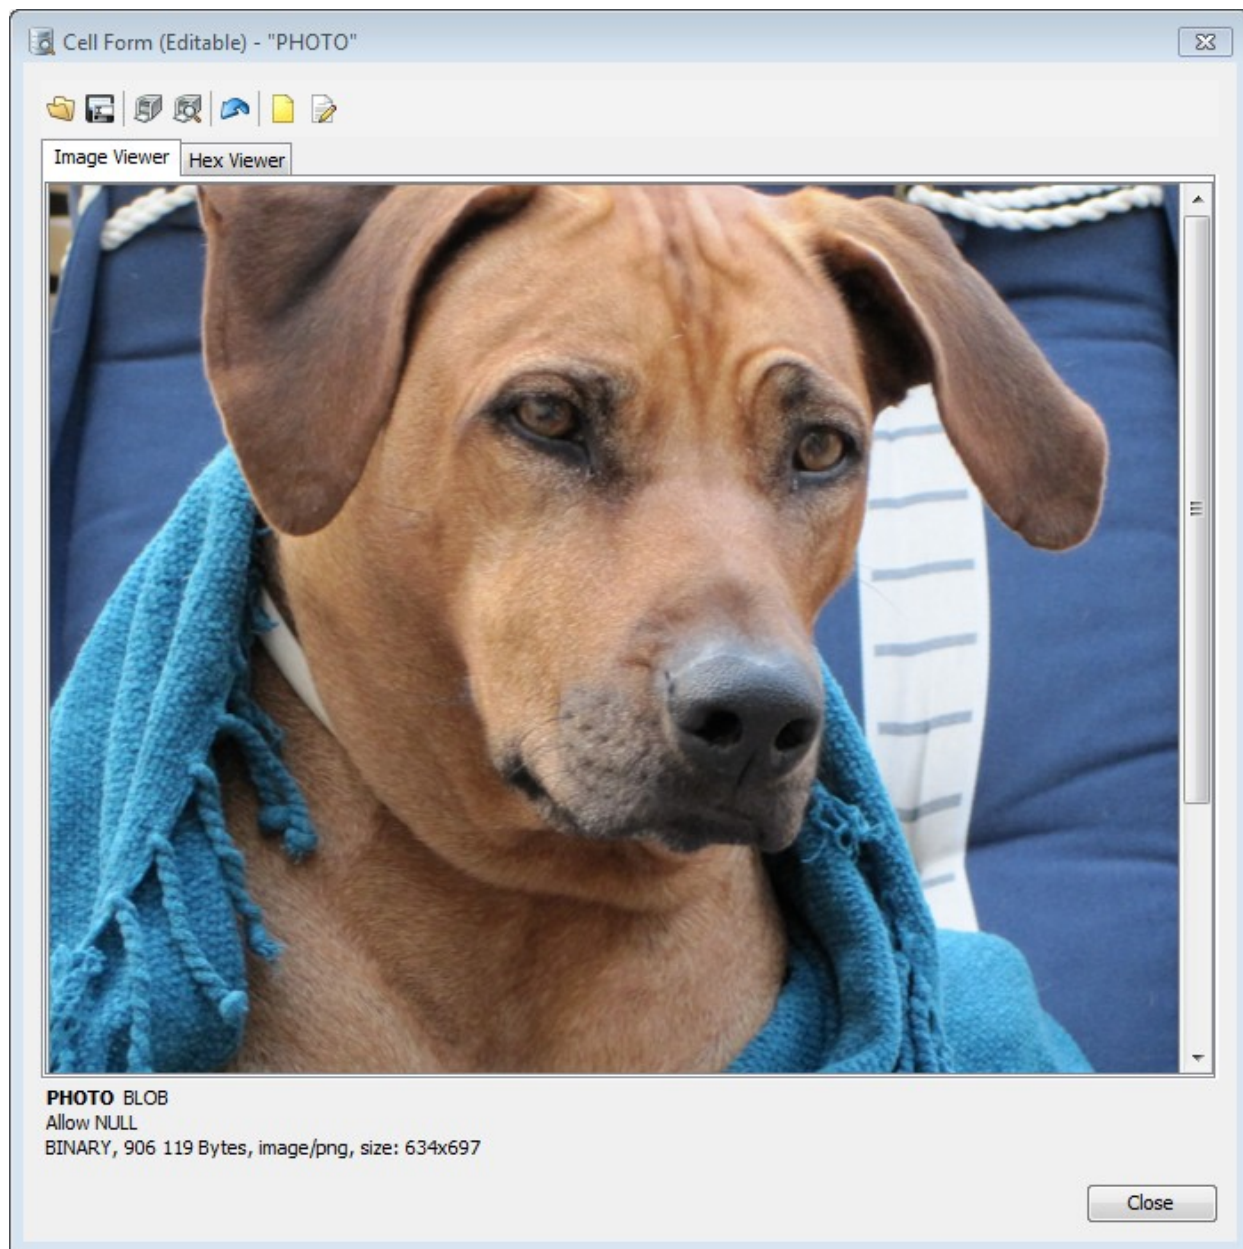 Cell Form (Editable) - "PHOTO"
Image Viewer
Hex Viewer
PHOTO BLOB
Allow NULL
BINARY, 906 119 Bytes, image/png, size: 634x697
Close